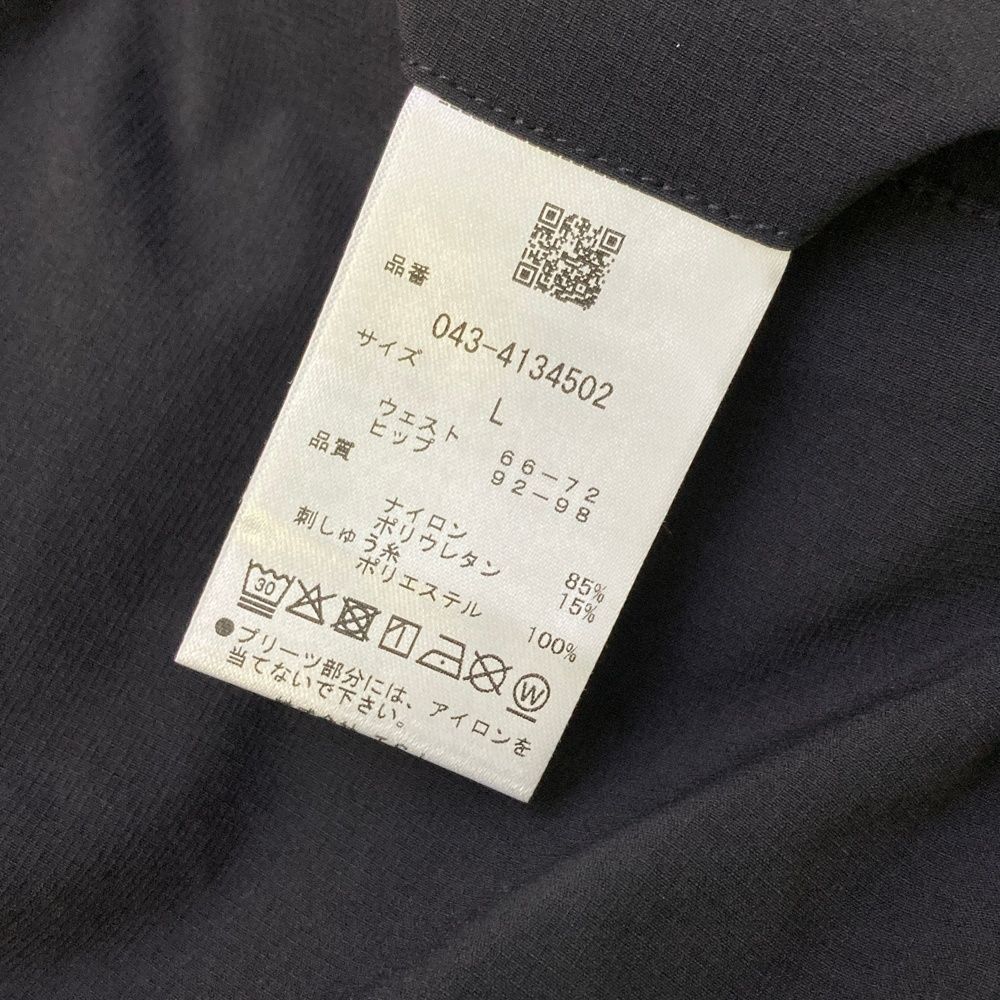 品番
043-4134502
サイズ
L
ウェスト 66-72
ヒップ 92-98
品質
ナイロン 85%
ポリウレタン 15%
刺しゅう糸
ポリエステル 100%
30
W
●プリーツ部分には、アイロンを
当てないで下さい。